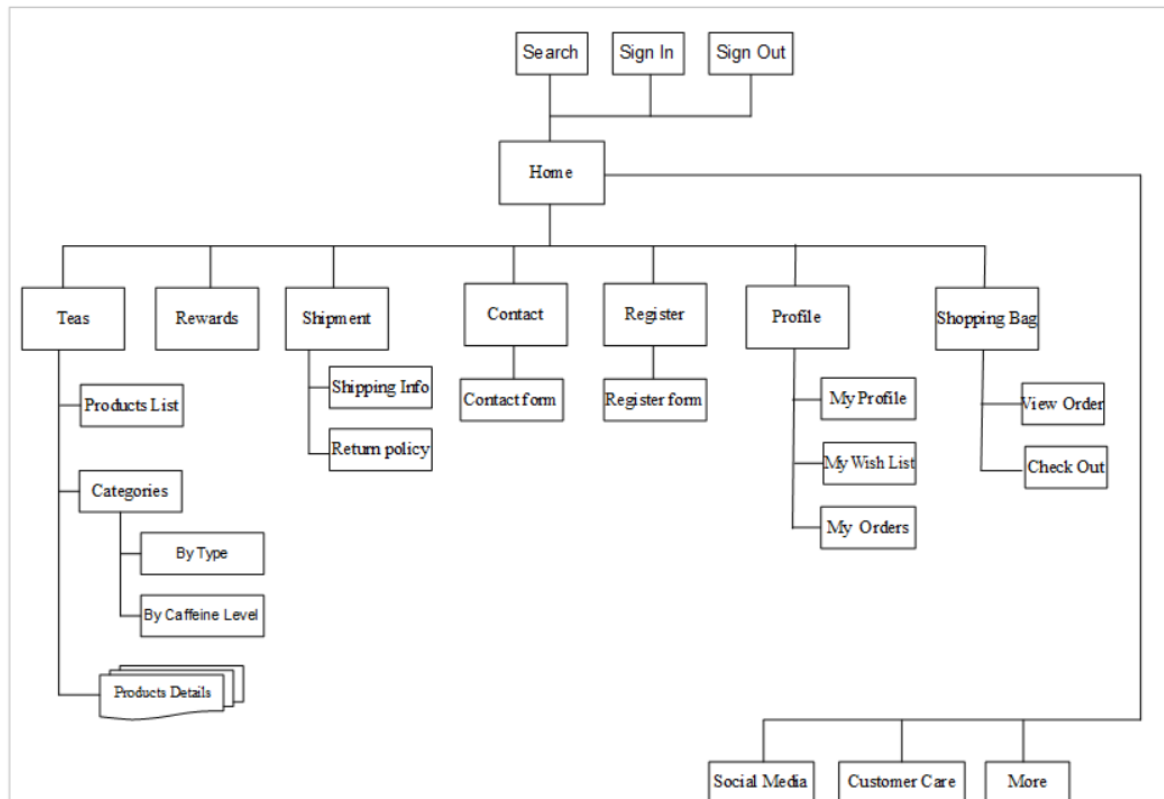 Search
Sign In
Sign Out
Home
Teas
Rewards
Shipment
Contact
Register
Profile
Shopping Bag
Products List
Categories
By Type
By Caffeine Level
Products Details
Shipping Info
Return policy
Contact form
Register form
My Profile
My Wish List
My Orders
View Order
Check Out
Social Media
Customer Care
More